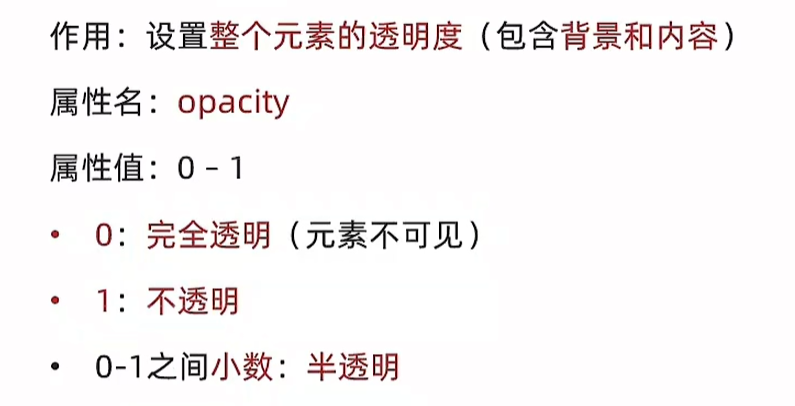 作用：设置整个元素的透明度（包含背景和内容）
属性名：opacity
属性值：0 – 1
• 0：完全透明（元素不可见）
• 1：不透明
• 0-1之间小数：半透明